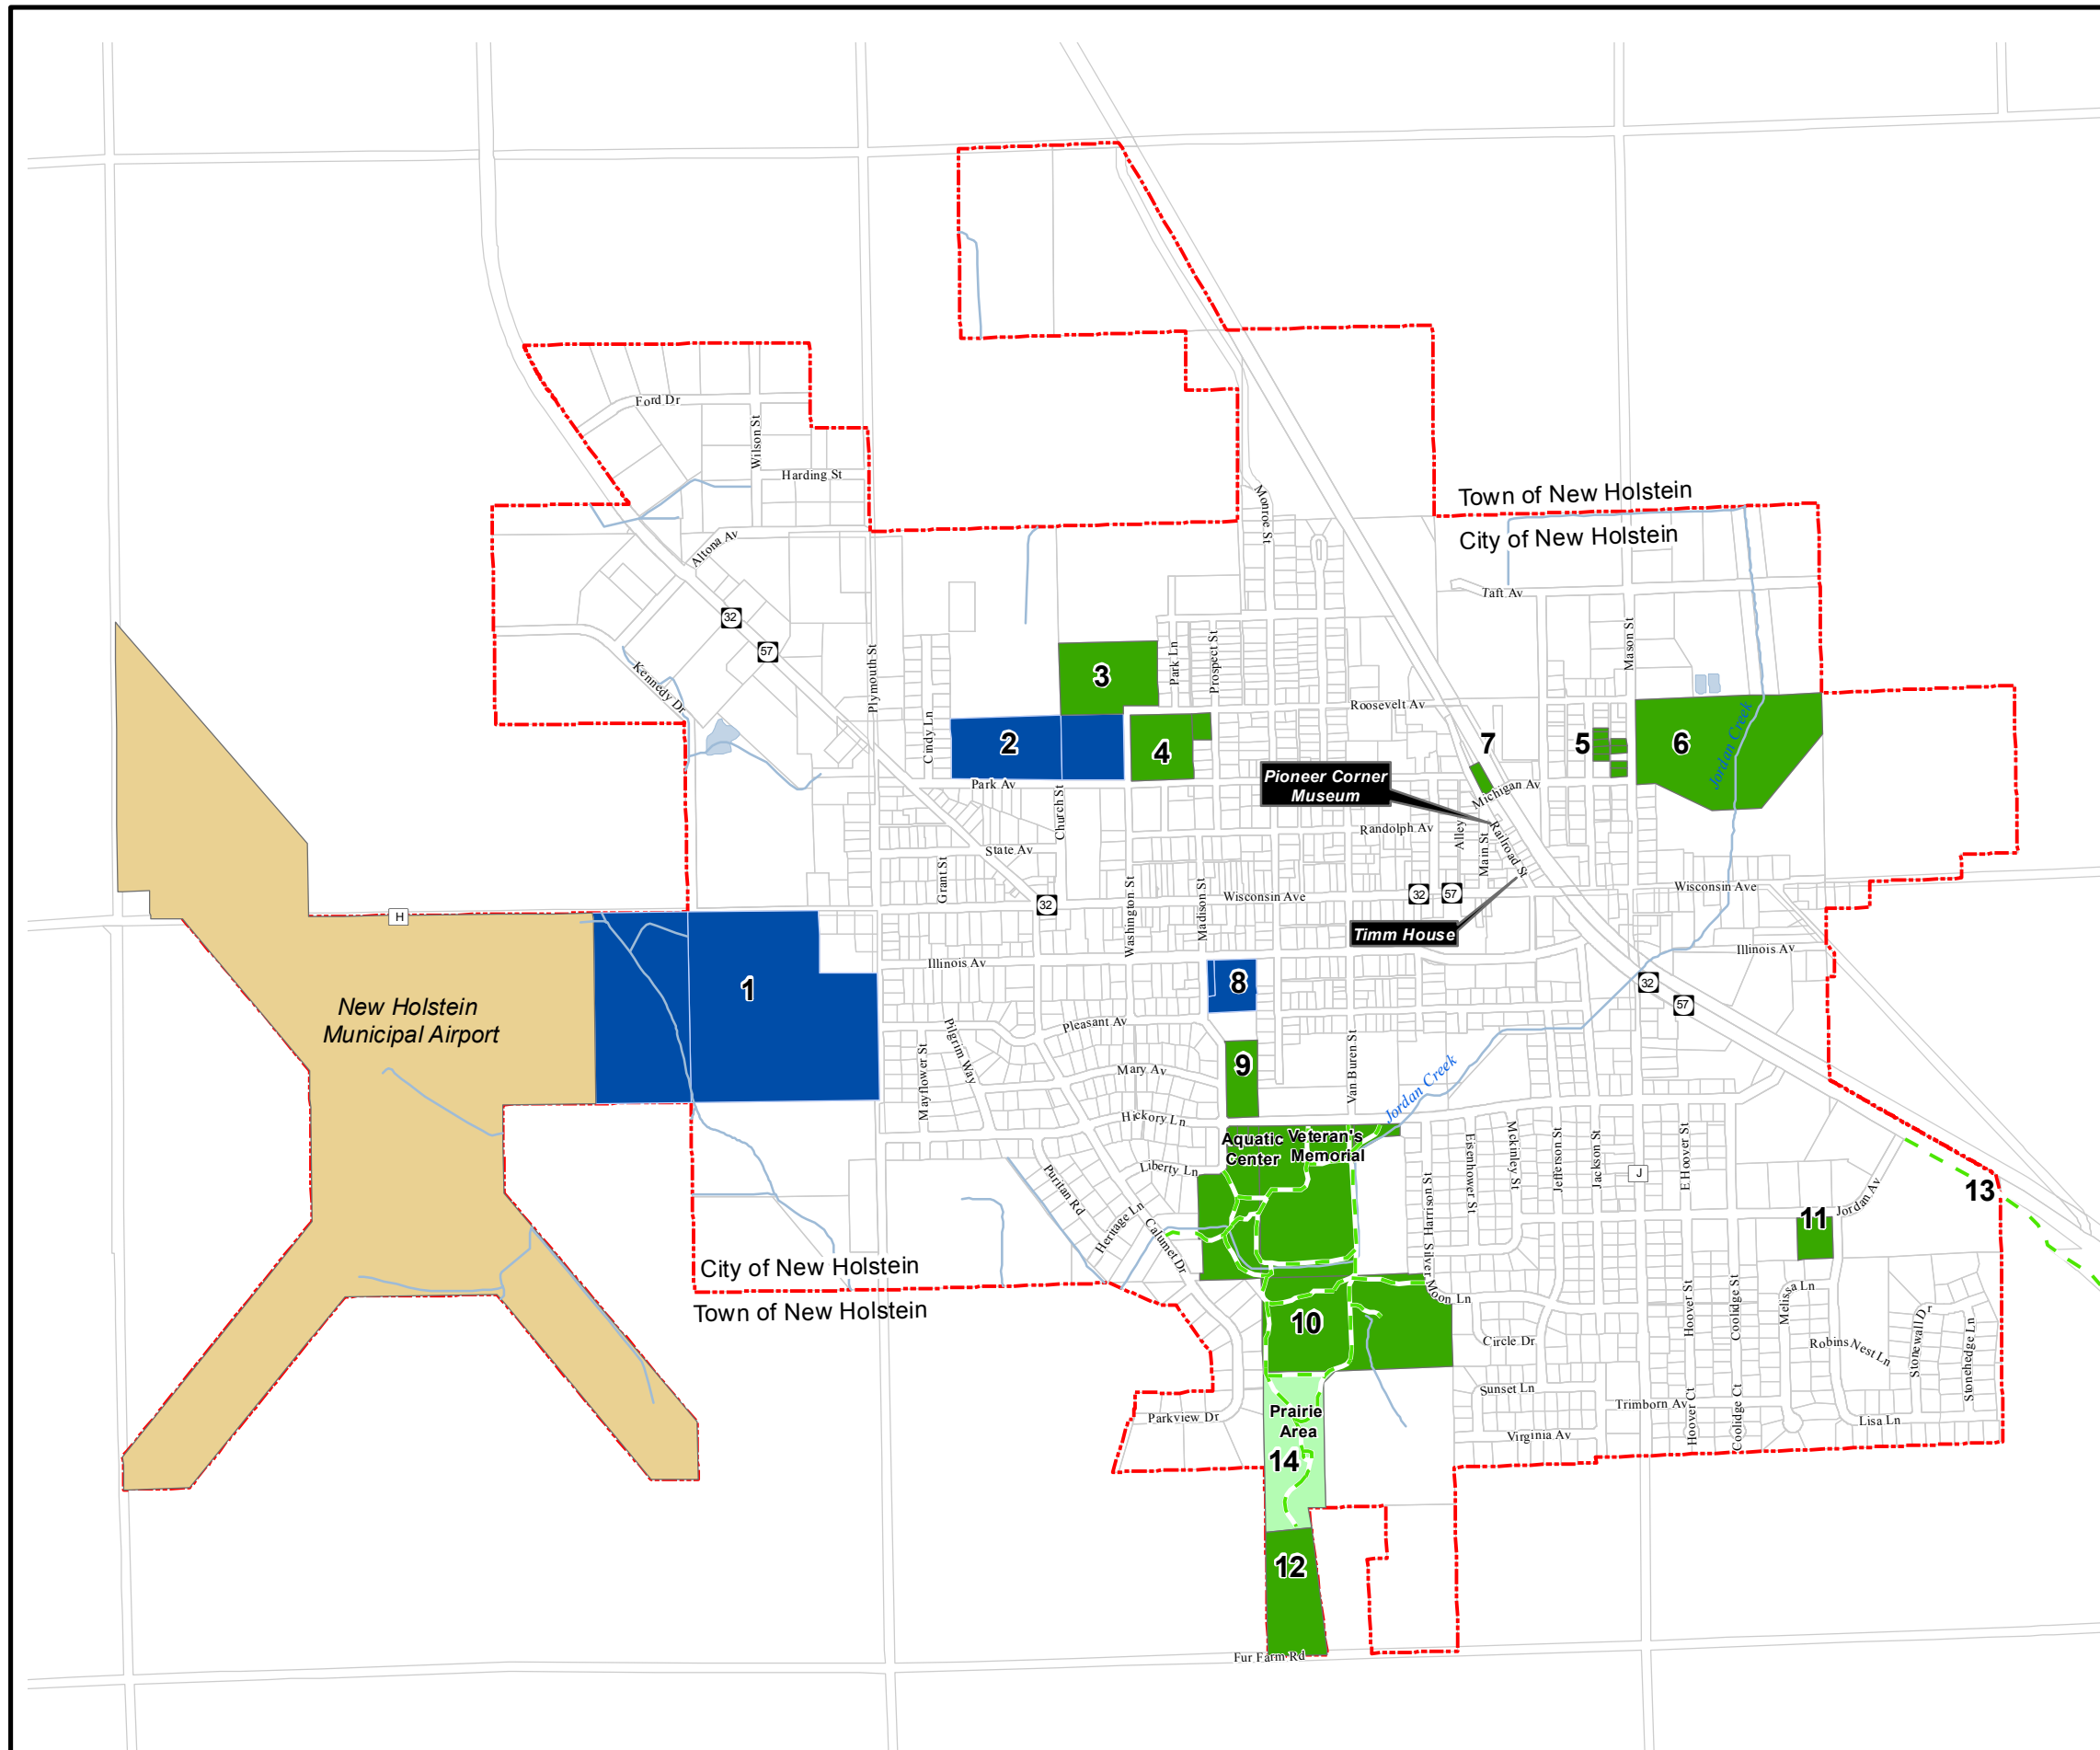 Town of New Holstein
City of New Holstein
Ford Dr
Wilson St
Harding St
Monroe St
Altona Av
32
57
Taft Av
Mason St
Kennedy Dr
Plymouth St
Cindy Ln
3
Park Ln
Prospect St
Roosevelt Av
2
4
7
5
6
Jordan Creek
Park Av
Church St
Pioneer Corner
Museum
Michigan Av
Randolph Av
Alley
Main St
Railroad St
State Av
Grant St
32
Washington St
Madison St
Wisconsin Ave
32
57
Wisconsin Ave
H
Timm House
Illinois Av
Illinois Av
1
8
32
57
New Holstein
Municipal Airport
Pleasant Av
Pilgrim Way
Mayflower St
Mary Av
9
Van Buren St
Jordan Creek
Hickory Ln
Aquatic
Center
Veteran's
Memorial
Liberty Ln
Puritan Rd
Heritage Ln
Calumet Dr
Harrison St
Eisenhower St
Mckinley St
Jefferson St
Jackson St
J
E Hoover St
Jordan Av
13
11
City of New Holstein
Town of New Holstein
Silver Moon Ln
10
Circle Dr
Hoover St
Coolidge St
Melissa Ln
Robins Nest Ln
Stonewall Dr
Stonehedge Ln
Sunset Ln
Trimborn Av
Hoover Ct
Coolidge Ct
Lisa Ln
Parkview Dr
Prairie
Area
14
Virginia Av
12
Fur Farm Rd